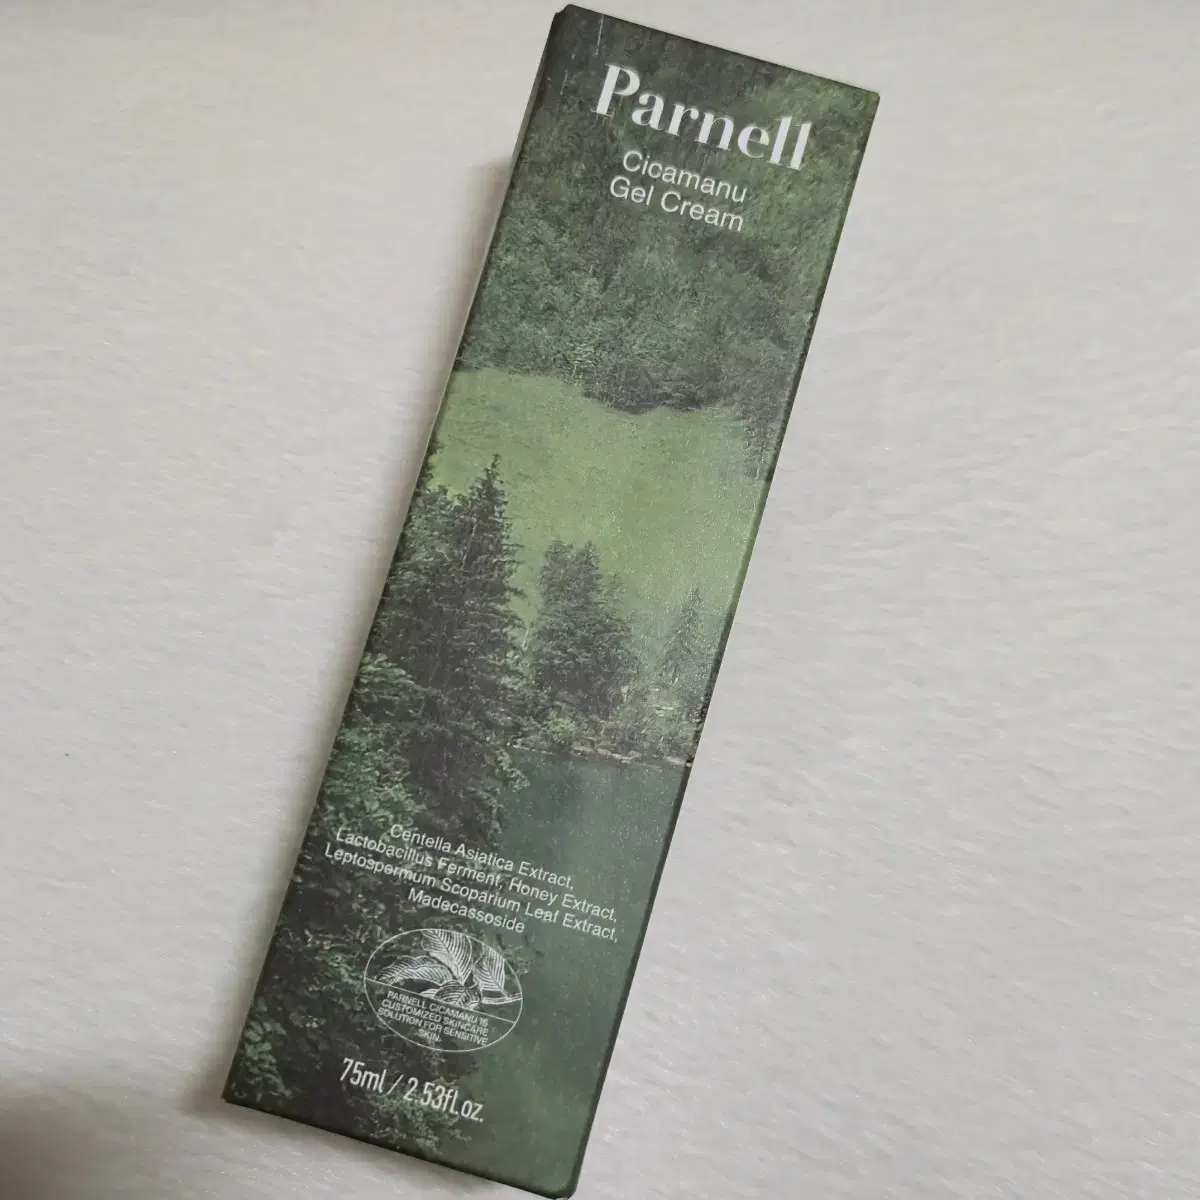 Parnell
Cicamanu
Gel Cream
Centella Asiatica Extract,
Lactobacillus Ferment, Honey Extract,
Leptospermum Scoparium Leaf Extract,
Madecassoside
PARNELL CICAMANU IS
CUSTOMIZED SKINCARE
SOLUTION FOR SENSITIVE
SKIN.
75ml / 2.53fl.oz.